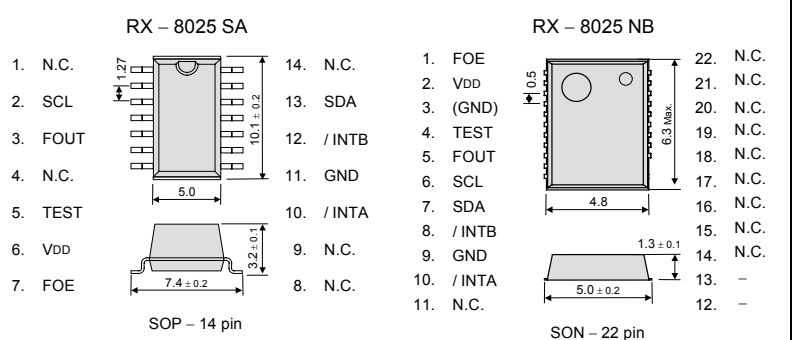 RX – 8025 SA
1. N.C.
2. SCL
3. FOUT
4. N.C.
5. TEST
6. VDD
7. FOE
1.27
10.1 ± 0.2
5.0
3.2 ± 0.1
7.4 ± 0.2
14. N.C.
13. SDA
12. / INTB
11. GND
10. / INTA
9. N.C.
8. N.C.
SOP – 14 pin
RX – 8025 NB
1. FOE
2. VDD
3. (GND)
4. TEST
5. FOUT
6. SCL
7. SDA
8. / INTB
9. GND
10. / INTA
11. N.C.
0.5
6.3 Max.
4.8
1.3 ± 0.1
5.0 ± 0.2
22. N.C.
21. N.C.
20. N.C.
19. N.C.
18. N.C.
17. N.C.
16. N.C.
15. N.C.
14. N.C.
13. –
12. –
SON – 22 pin